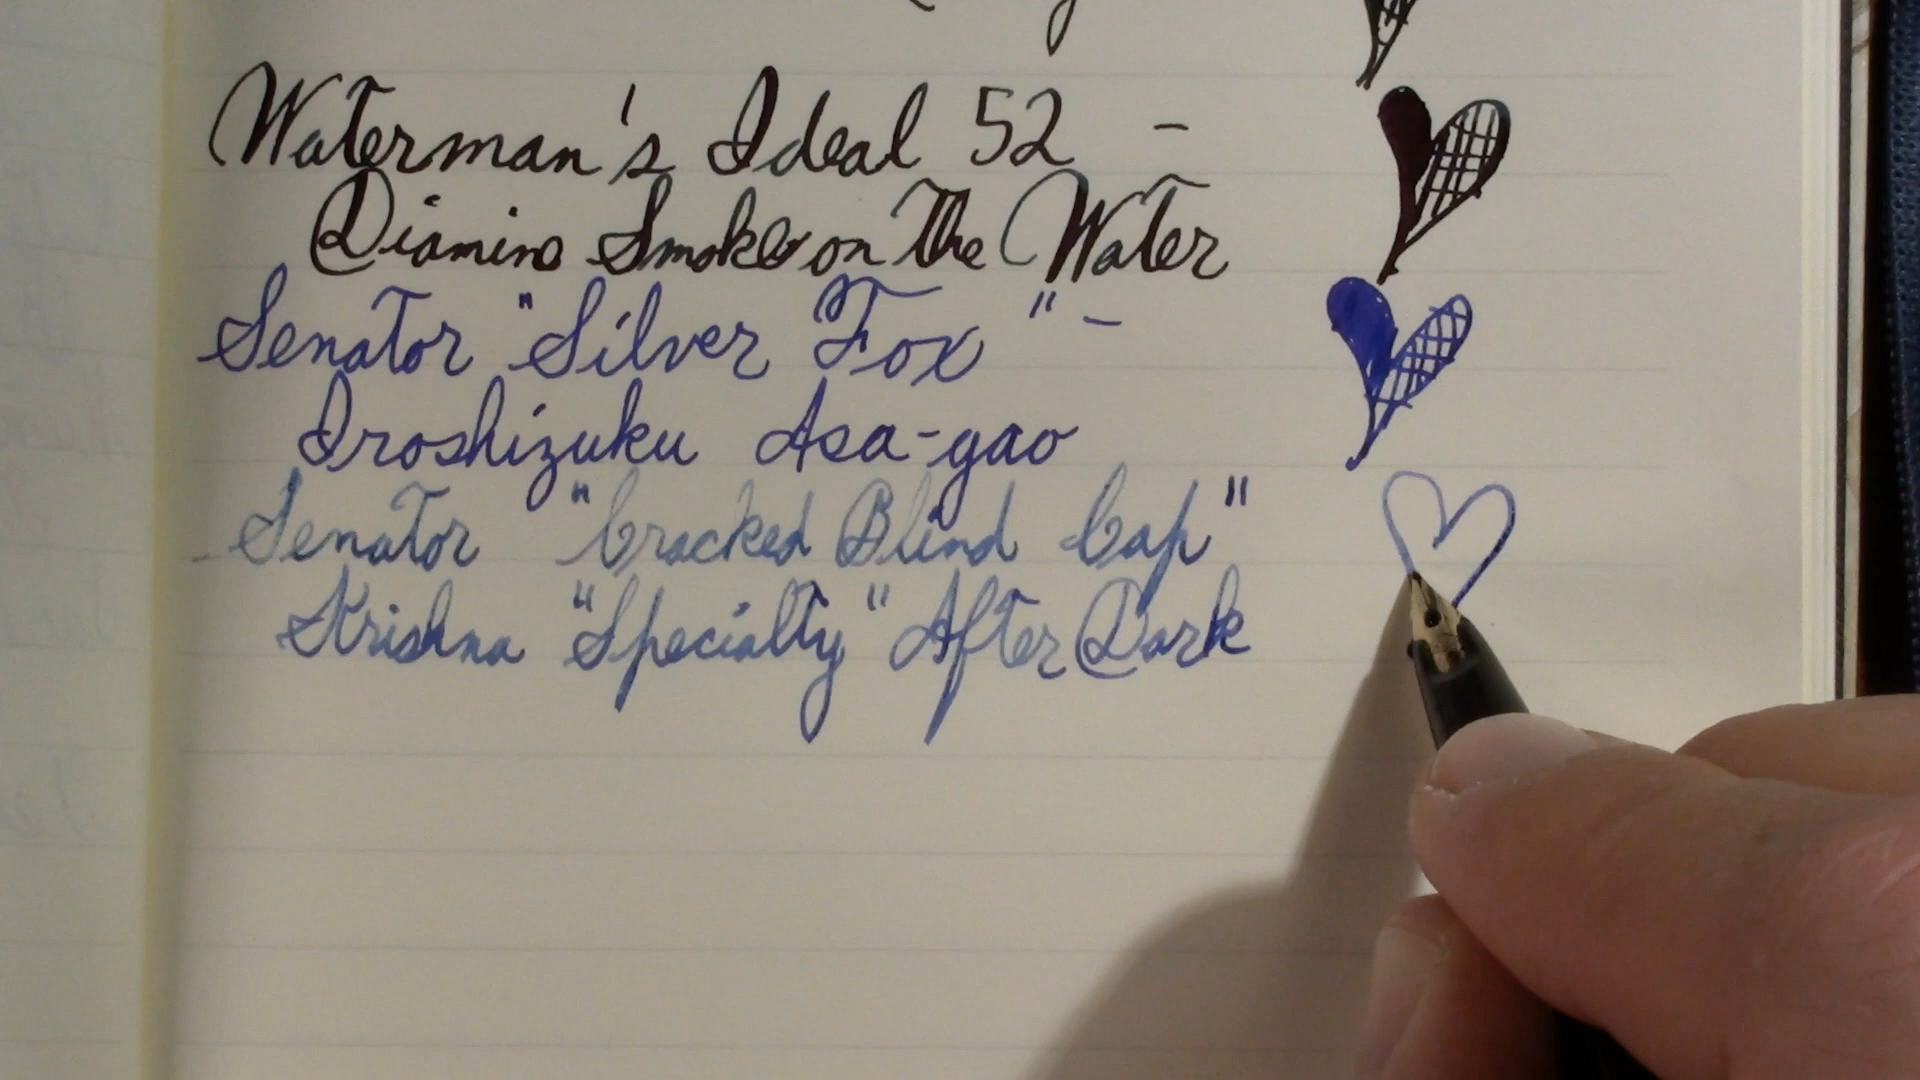 Waterman's Ideal 52 -
Diamine Smoke on the Water
Senator "Silver Fox" -
Iroshizuku Asa-gao
Senator "Cracked Blind Cap"
Krishna "Specialty" After Dark